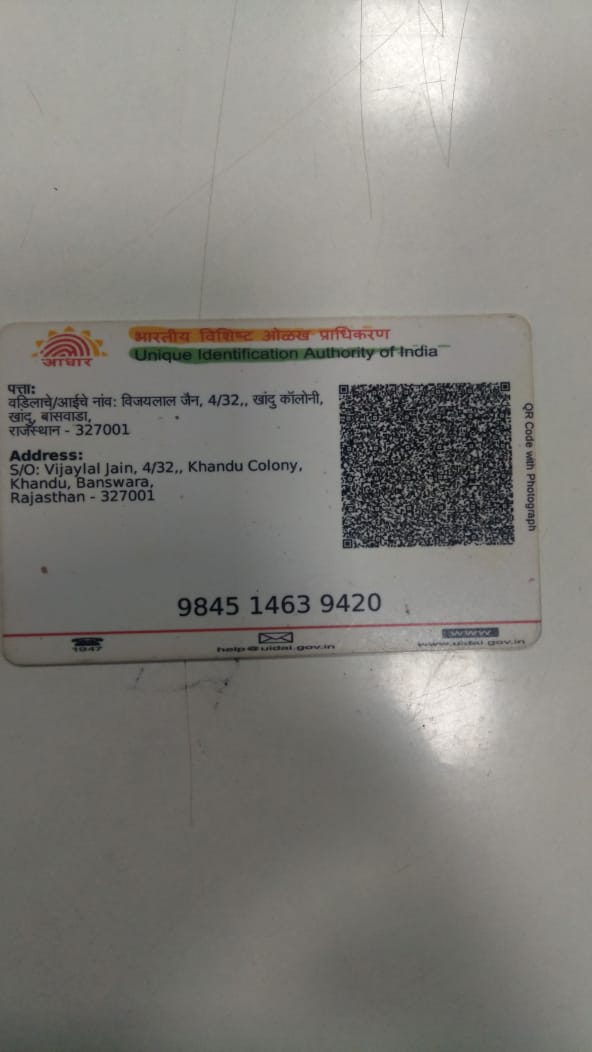 आधार
भारतीय विशिष्ट ओळख प्राधिकरण
Unique Identification Authority of India
पत्ता:
वडिलाचे/आईचे नांव: विजयलाल जैन, 4/32,, खांदु कॉलोनी,
खांदु, बासवाडा,
राजस्थान - 327001
Address:
S/O: Vijaylal Jain, 4/32,, Khandu Colony,
Khandu, Banswara,
Rajasthan - 327001
QR Code with Photograph
9845 1463 9420
1947
help@uidai.gov.in
WWW
www.uidai.gov.in